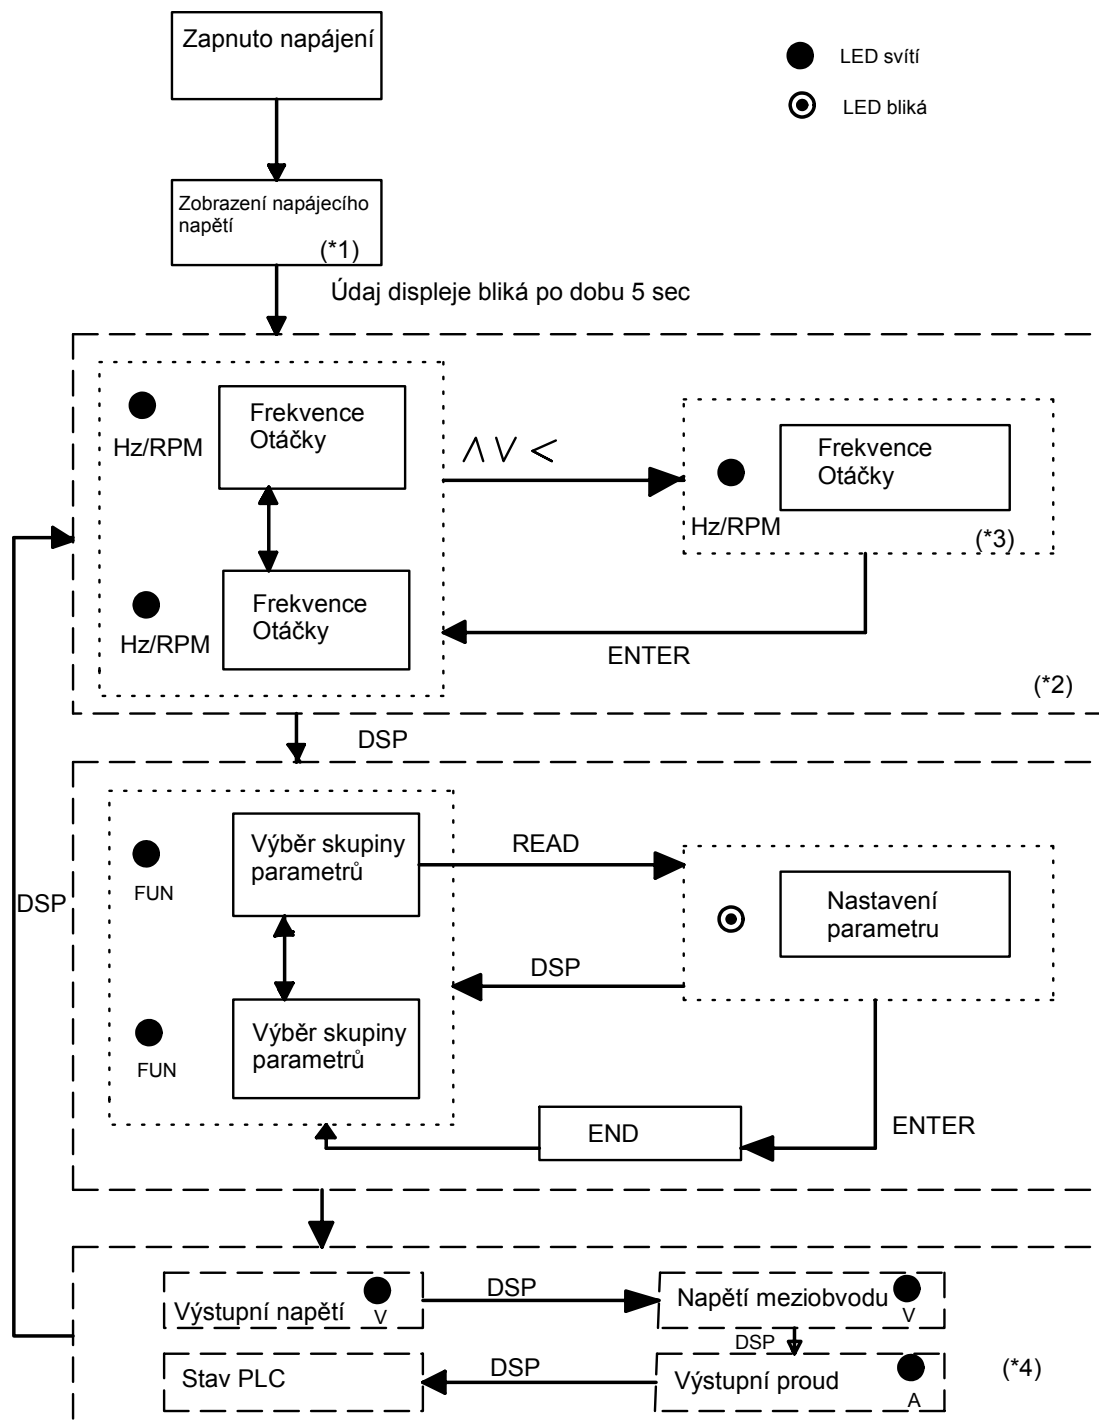 Zapnuto napájení
LED svítí
LED bliká
Zobrazení napájecího
napětí
(*1)
Údaj displeje bliká po dobu 5 sec
Hz/RPM
Frekvence
Otáčky
Λ V <
Hz/RPM
Frekvence
Otáčky
(*3)
Hz/RPM
Frekvence
Otáčky
ENTER
(*2)
DSP
FUN
Výběr skupiny
parametrů
READ
Nastavení
parametru
DSP
DSP
FUN
Výběr skupiny
parametrů
END
ENTER
Výstupní napětí
V
DSP
Napětí meziobvodu
V
DSP
Stav PLC
DSP
Výstupní proud
A
(*4)